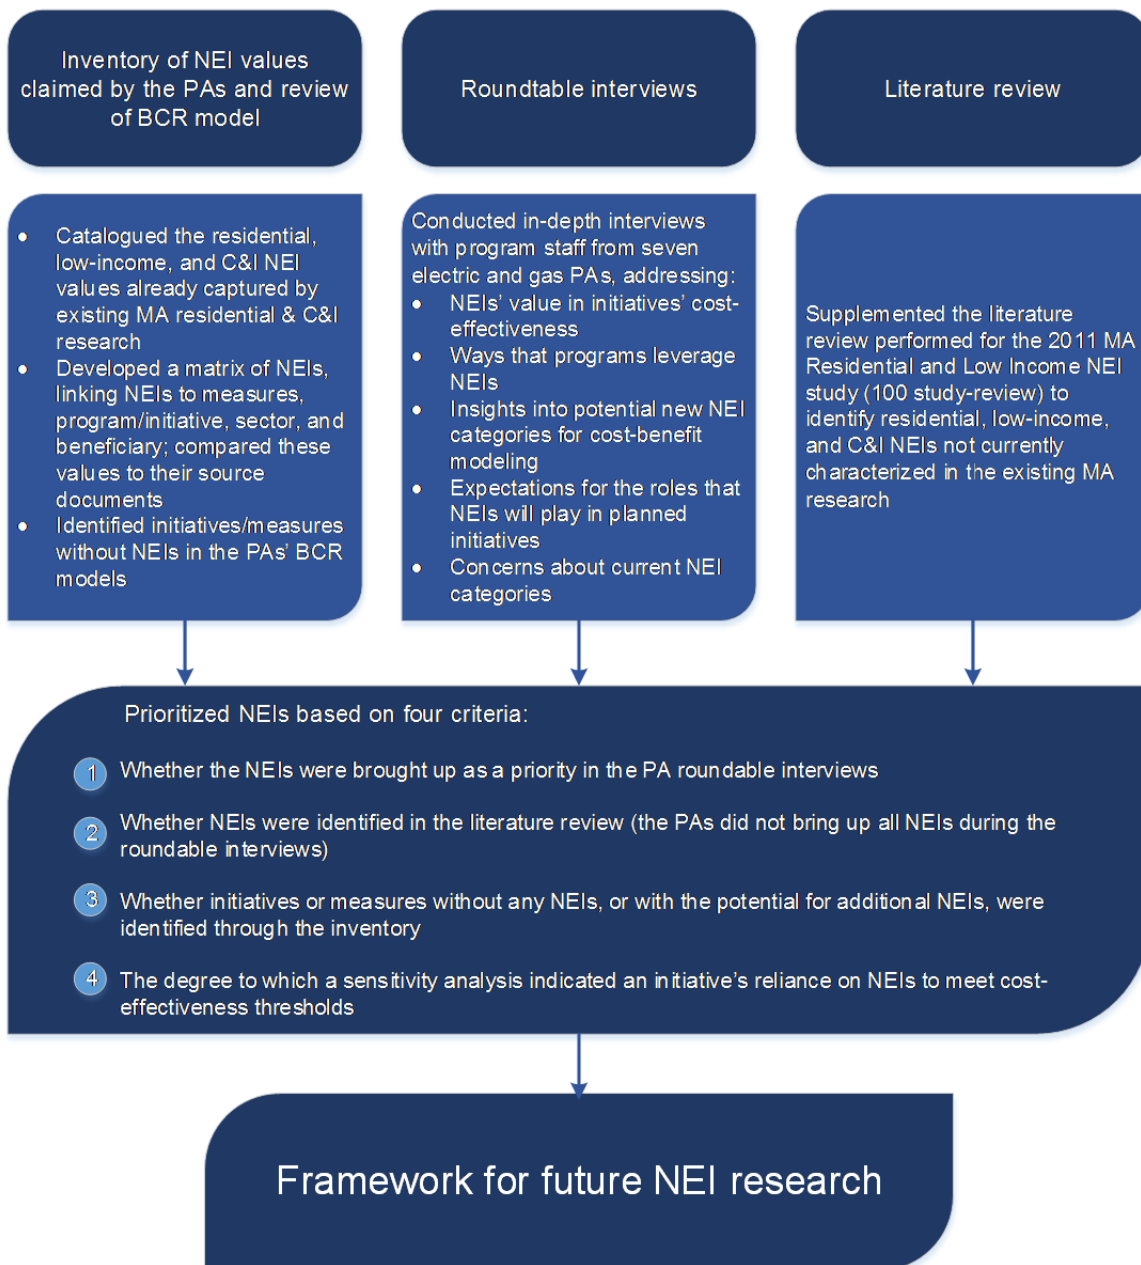 Inventory of NEI values
claimed by the PAs and review
of BCR model
Roundtable interviews
Literature review
• Catalogued the residential,
low-income, and C&I NEI
values already captured by
existing MA residential & C&I
research
• Developed a matrix of NEIs,
linking NEIs to measures,
program/initiative, sector, and
beneficiary; compared these
values to their source
documents
• Identified initiatives/measures
without NEIs in the PAs' BCR
models
Conducted in-depth interviews
with program staff from seven
electric and gas PAs, addressing:
• NEIs' value in initiatives' cost-
effectiveness
• Ways that programs leverage
NEIs
• Insights into potential new NEI
categories for cost-benefit
modeling
• Expectations for the roles that
NEIs will play in planned
initiatives
• Concerns about current NEI
categories
Supplemented the literature
review performed for the 2011 MA
Residential and Low Income NEI
study (100 study-review) to
identify residential, low-income,
and C&I NEIs not currently
characterized in the existing MA
research
Prioritized NEIs based on four criteria:
1 Whether the NEIs were brought up as a priority in the PA roundable interviews
2 Whether NEIs were identified in the literature review (the PAs did not bring up all NEIs during the
roundable interviews)
3 Whether initiatives or measures without any NEIs, or with the potential for additional NEIs, were
identified through the inventory
4 The degree to which a sensitivity analysis indicated an initiative's reliance on NEIs to meet cost-
effectiveness thresholds
Framework for future NEI research